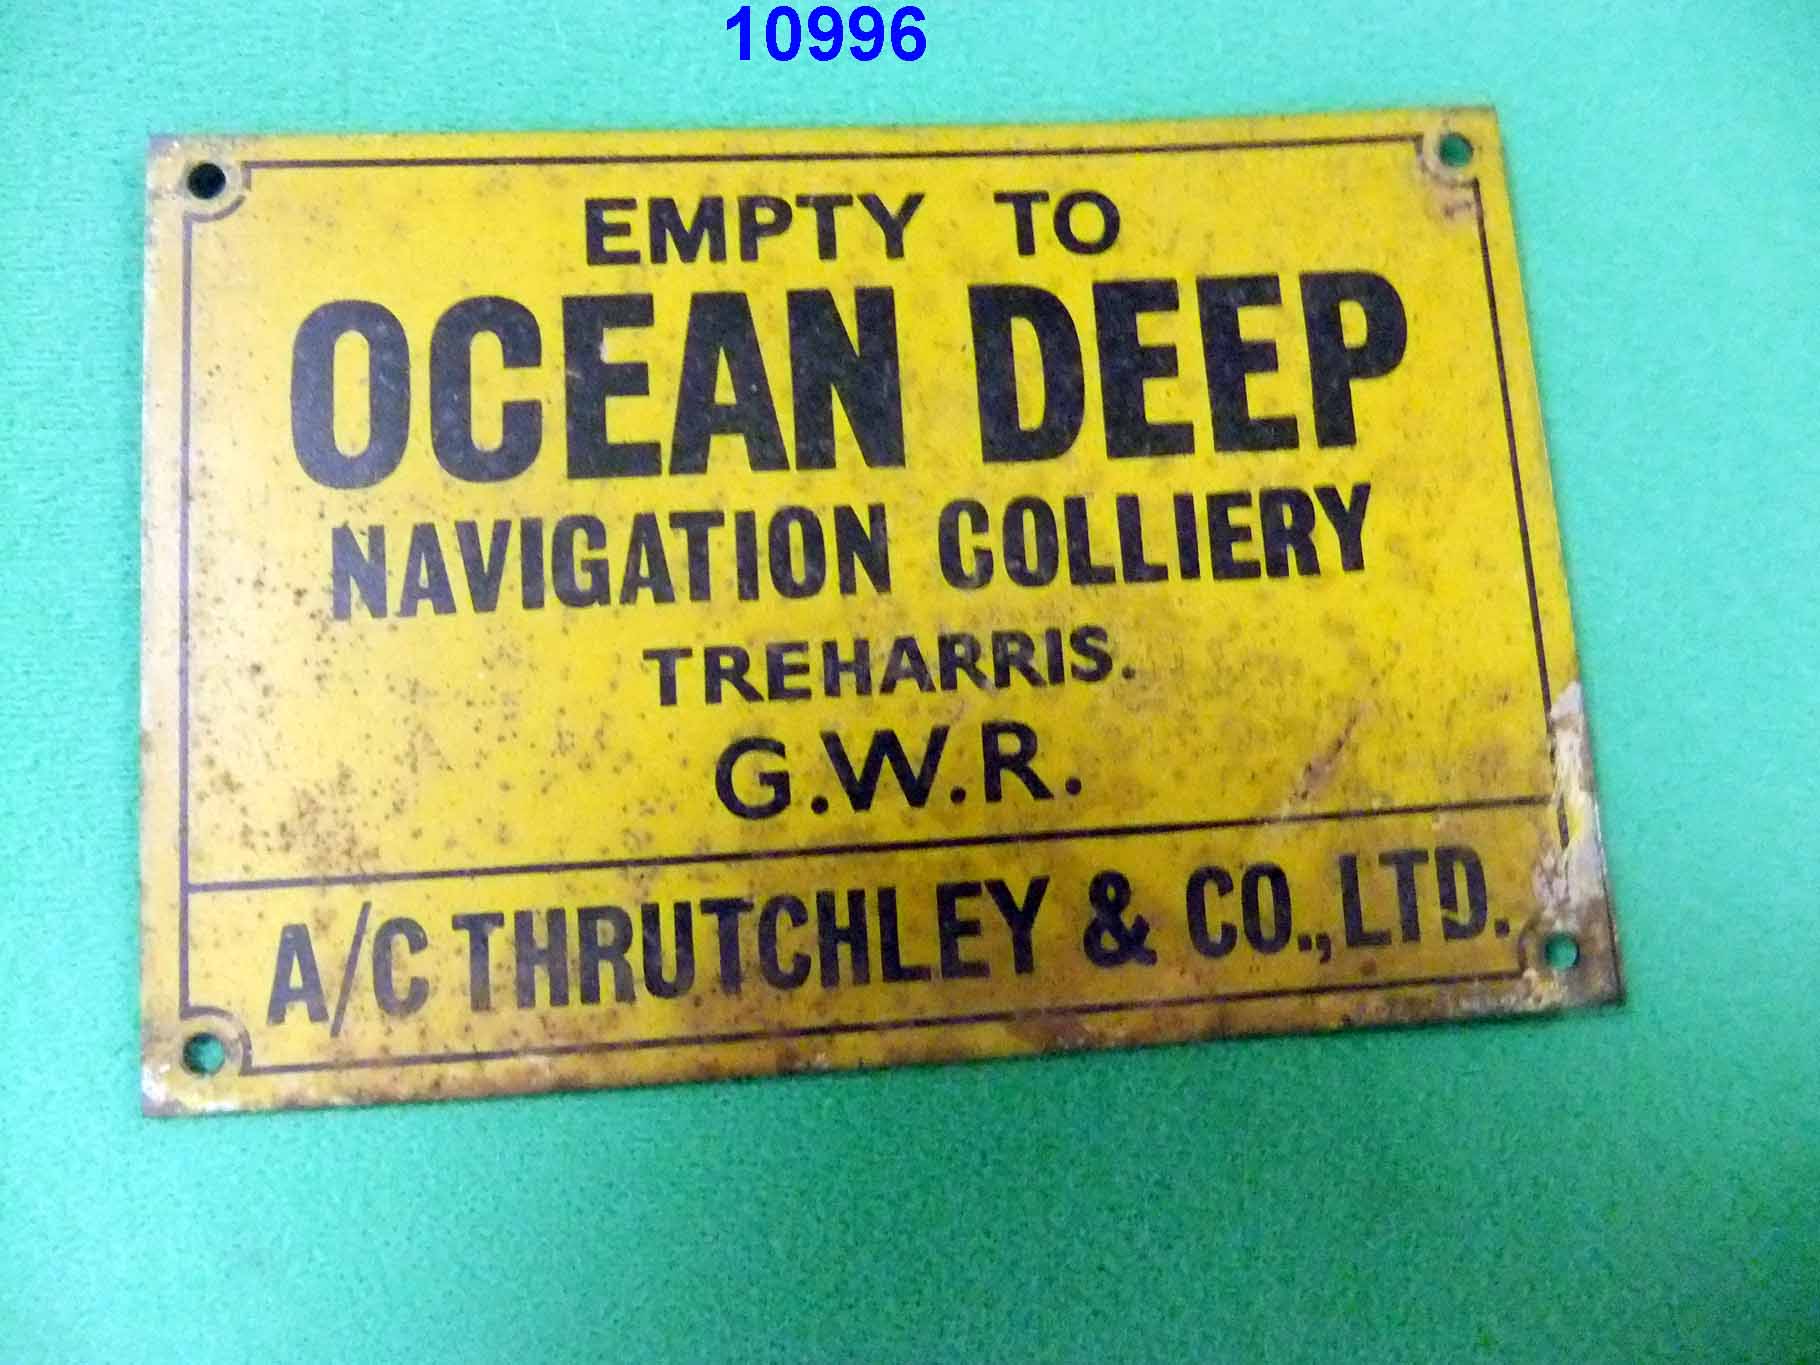 10996
EMPTY TO
OCEAN DEEP
NAVIGATION COLLIERY
TREHARRIS.
G.W.R.
A/C THRUTCHLEY & CO., LTD.